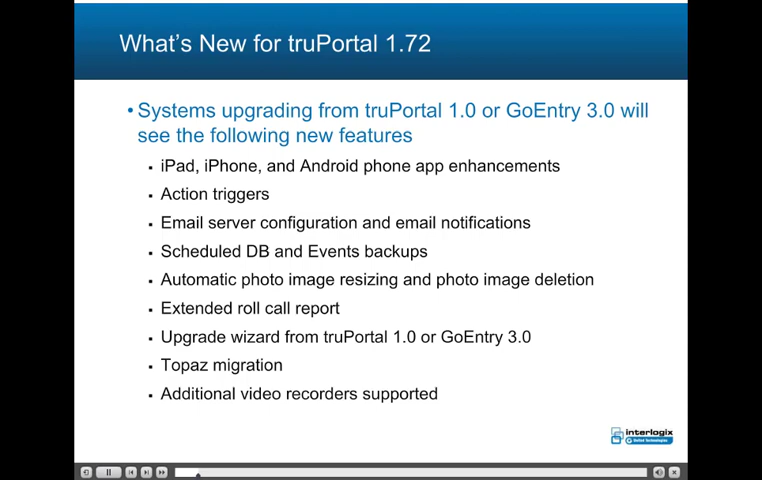 What's New for truPortal 1.72
• Systems upgrading from truPortal 1.0 or GoEntry 3.0 will
see the following new features
▪ iPad, iPhone, and Android phone app enhancements
▪ Action triggers
▪ Email server configuration and email notifications
▪ Scheduled DB and Events backups
▪ Automatic photo image resizing and photo image deletion
▪ Extended roll call report
▪ Upgrade wizard from truPortal 1.0 or GoEntry 3.0
▪ Topaz migration
▪ Additional video recorders supported
interlogix
United Technologies